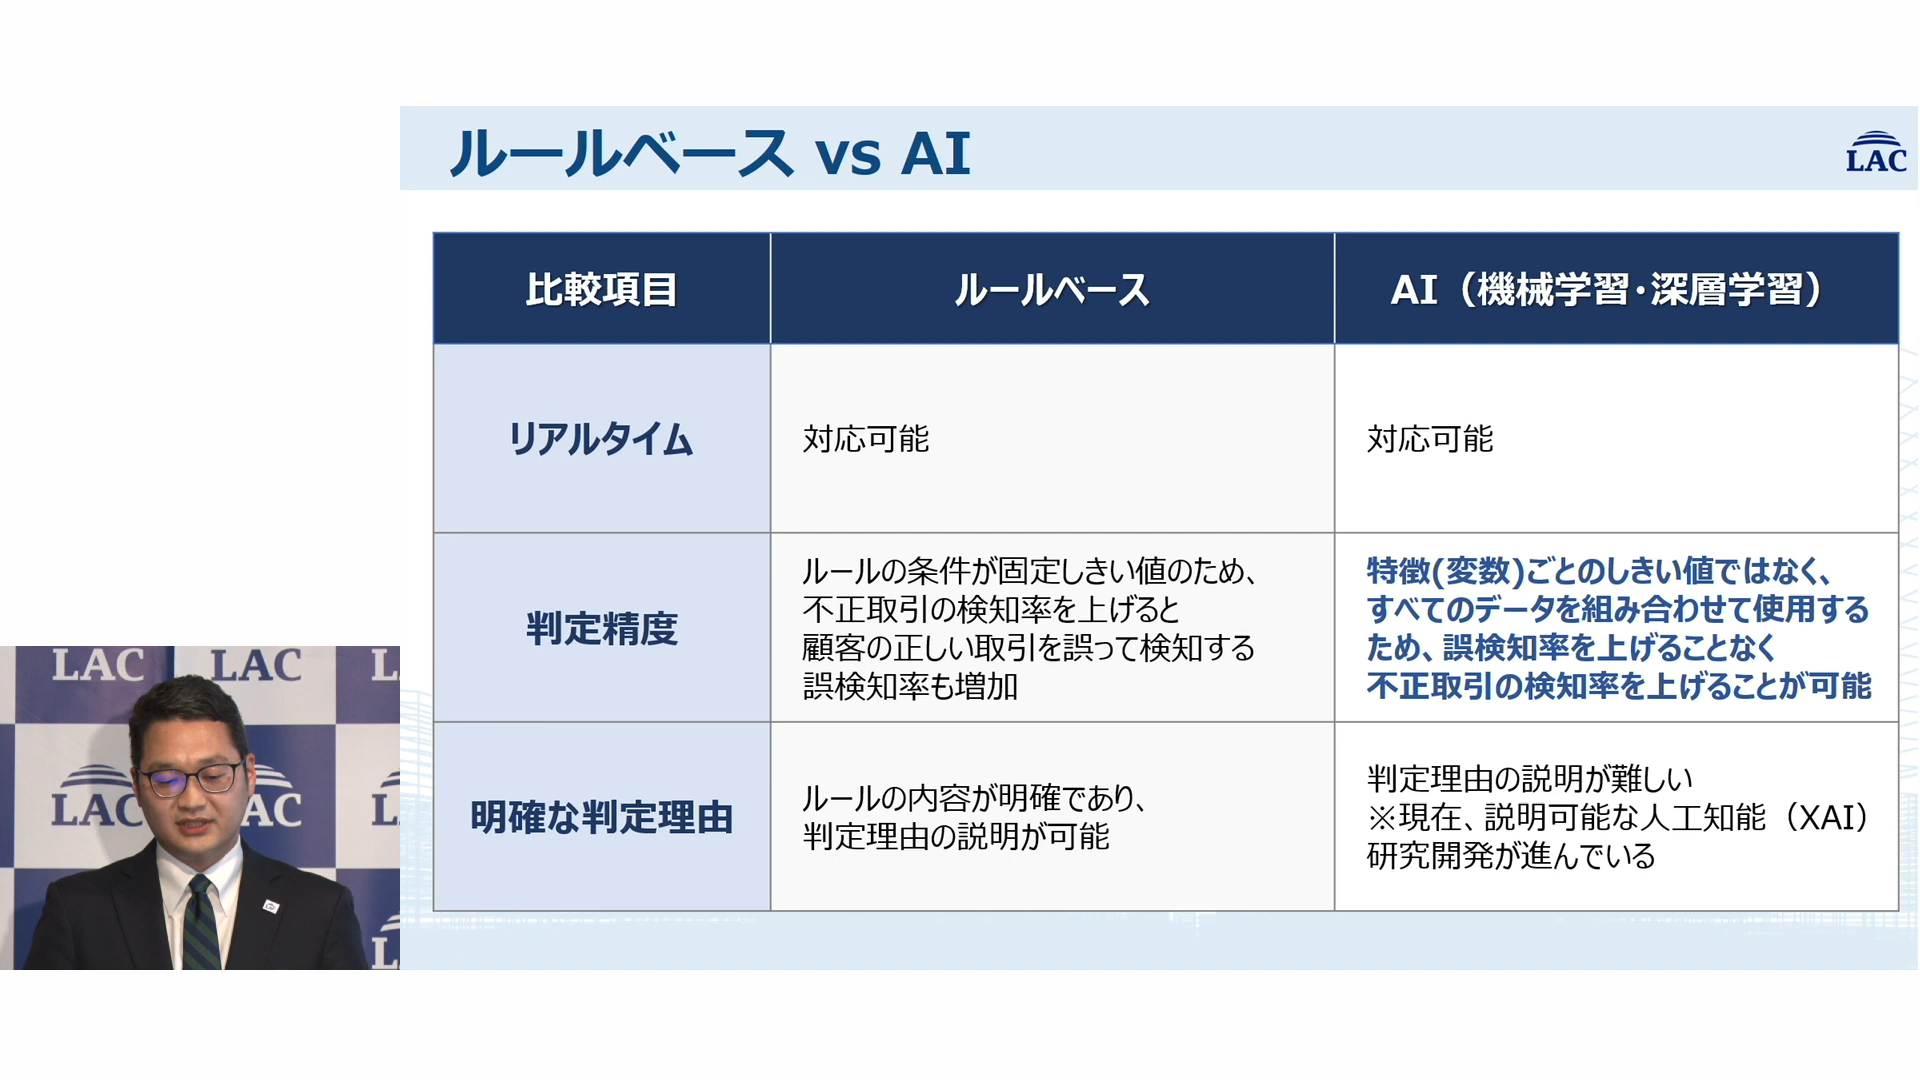 ルールベース vs AI
LAC
比較項目
ルールベース
AI（機械学習・深層学習）
リアルタイム
対応可能
対応可能
判定精度
ルールの条件が固定しきい値のため、
不正取引の検知率を上げると
顧客の正しい取引を誤って検知する
誤検知率も増加
特徴(変数)ごとのしきい値ではなく、
すべてのデータを組み合わせて使用する
ため、誤検知率を上げることなく
不正取引の検知率を上げることが可能
明確な判定理由
ルールの内容が明確であり、
判定理由の説明が可能
判定理由の説明が難しい
※現在、説明可能な人工知能（XAI）
研究開発が進んでいる
LAC
LAC
L
LAC
LAC
L
L